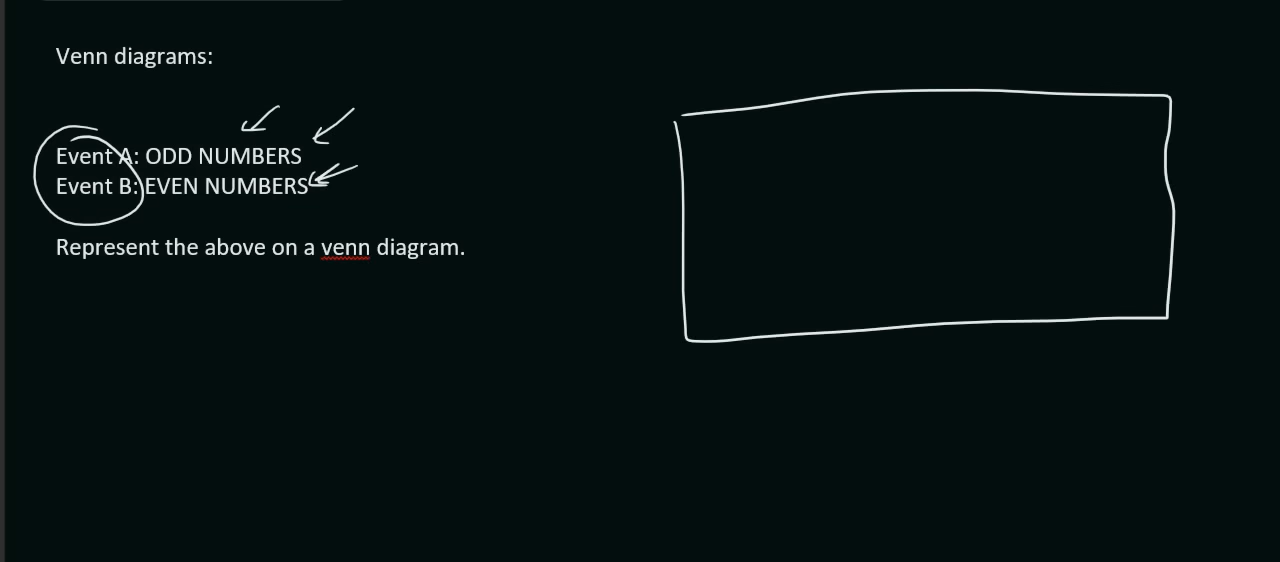 Venn diagrams:
Event A: ODD NUMBERS
Event B: EVEN NUMBERS
Represent the above on a venn diagram.